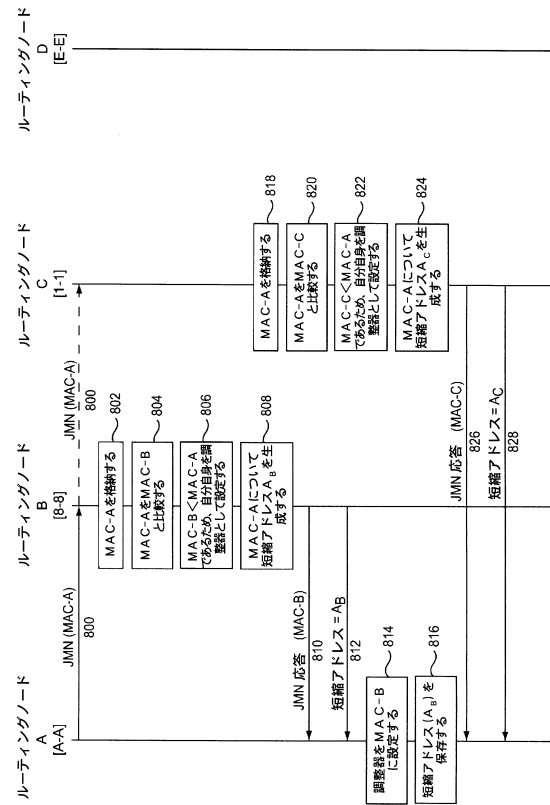 ルーティングノード
A
[A-A]
ルーティングノード
B
[8-8]
ルーティングノード
C
[1-1]
ルーティングノード
D
[E-E]
JMN (MAC-A)
800
JMN (MAC-A)
800
MAC-Aを格納する
802
MAC-AをMAC-B
と比較する
804
MAC-B<MAC-A
であるため、自分自身を調
整器として設定する
806
MAC-Aについて
短縮アドレスABを生
成する
808
JMN 応答 (MAC-B)
810
短縮アドレス=AB
812
調整器をMAC-B
に設定する
814
短縮アドレス(AB)を
保存する
816
MAC-Aを格納する
818
MAC-AをMAC-C
と比較する
820
MAC-C<MAC-A
であるため、自分自身を調
整器として設定する
822
MAC-Aについて
短縮アドレスACを生
成する
824
JMN 応答 (MAC-C)
826
短縮アドレス=AC
828